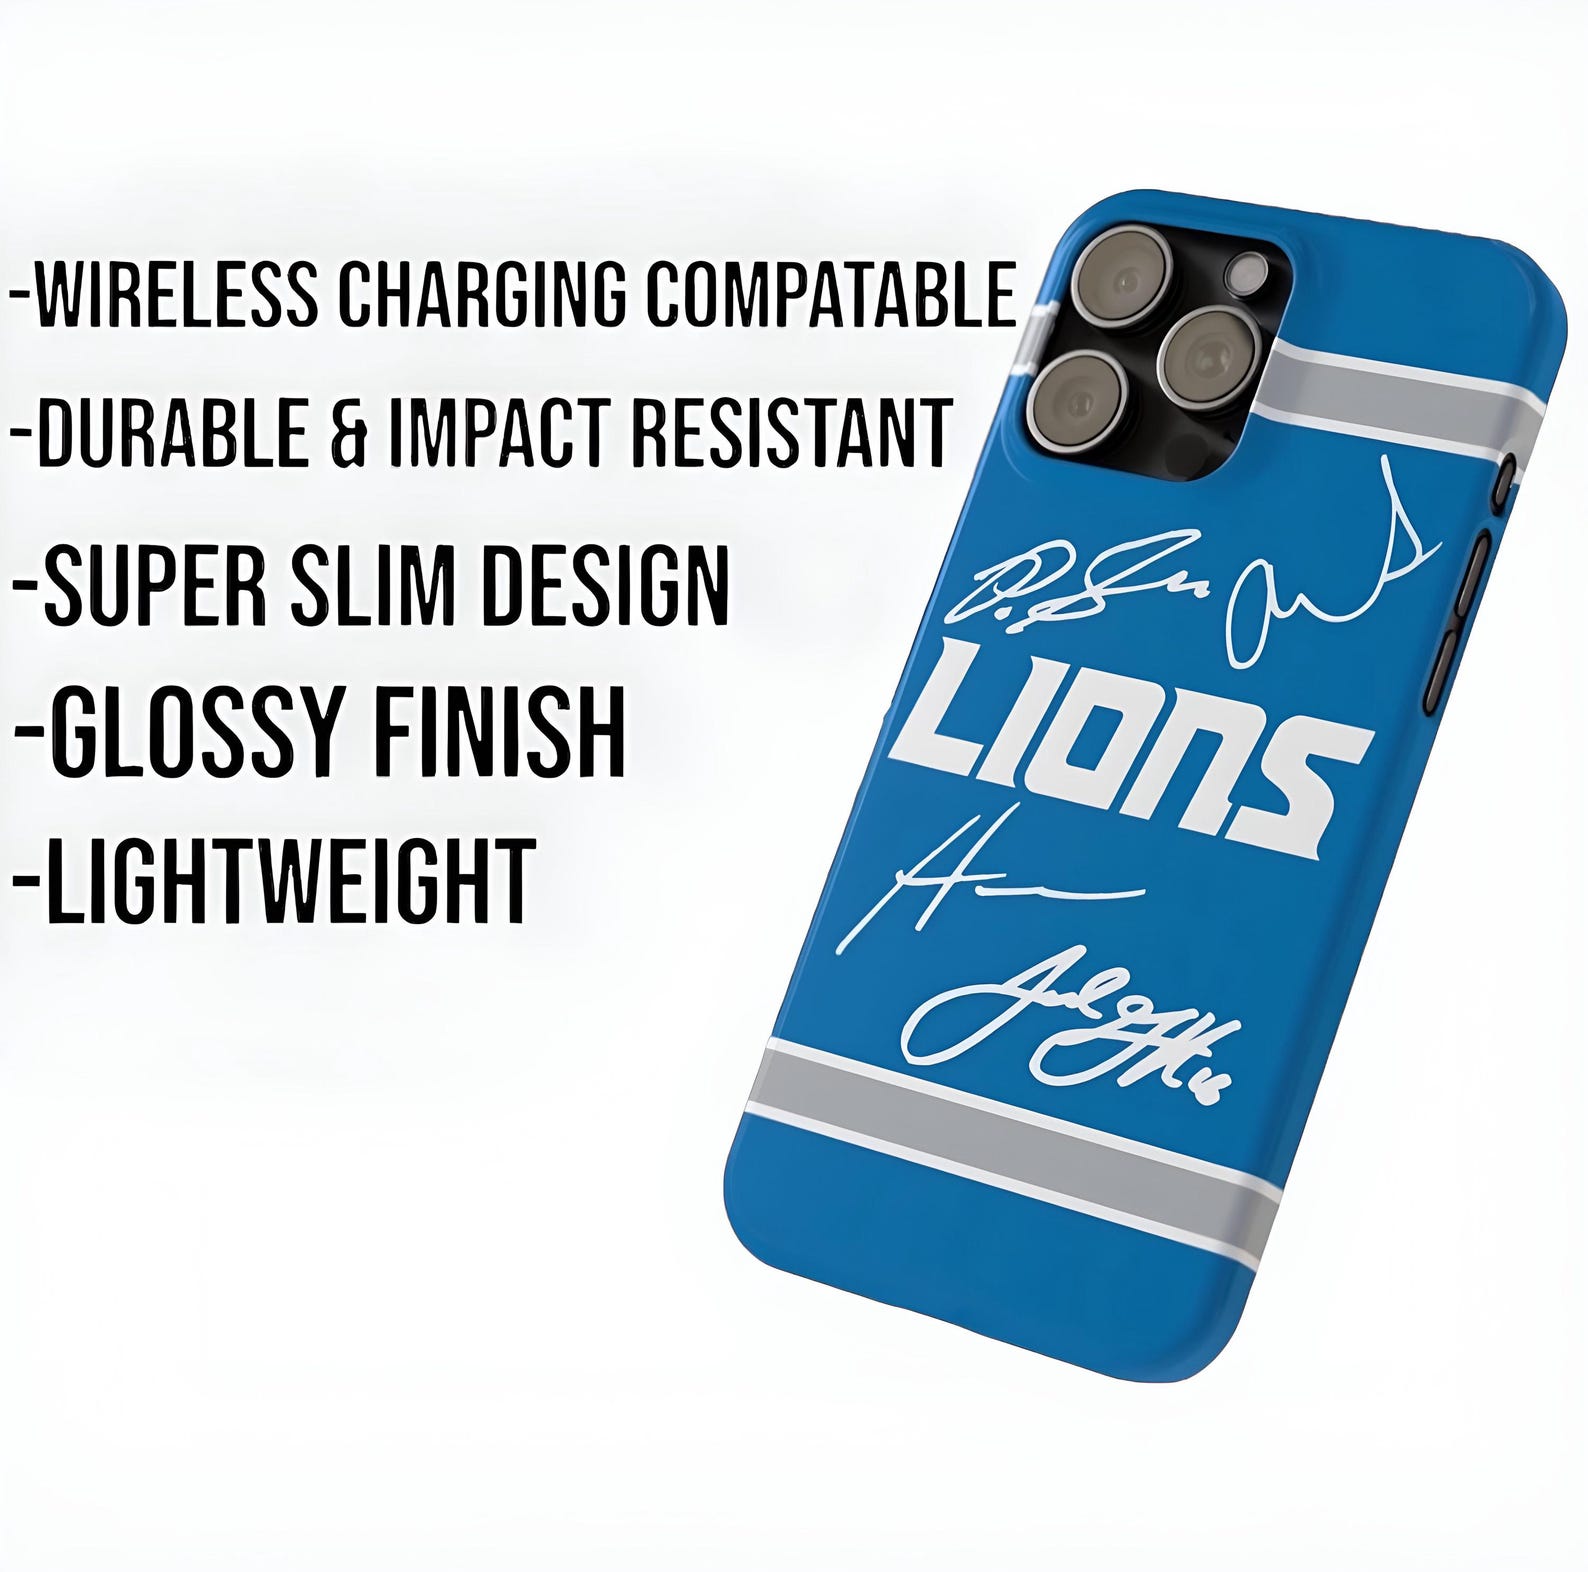 -WIRELESS CHARGING COMPATABLE
-DURABLE & IMPACT RESISTANT
-SUPER SLIM DESIGN
-GLOSSY FINISH
-LIGHTWEIGHT
LIONS